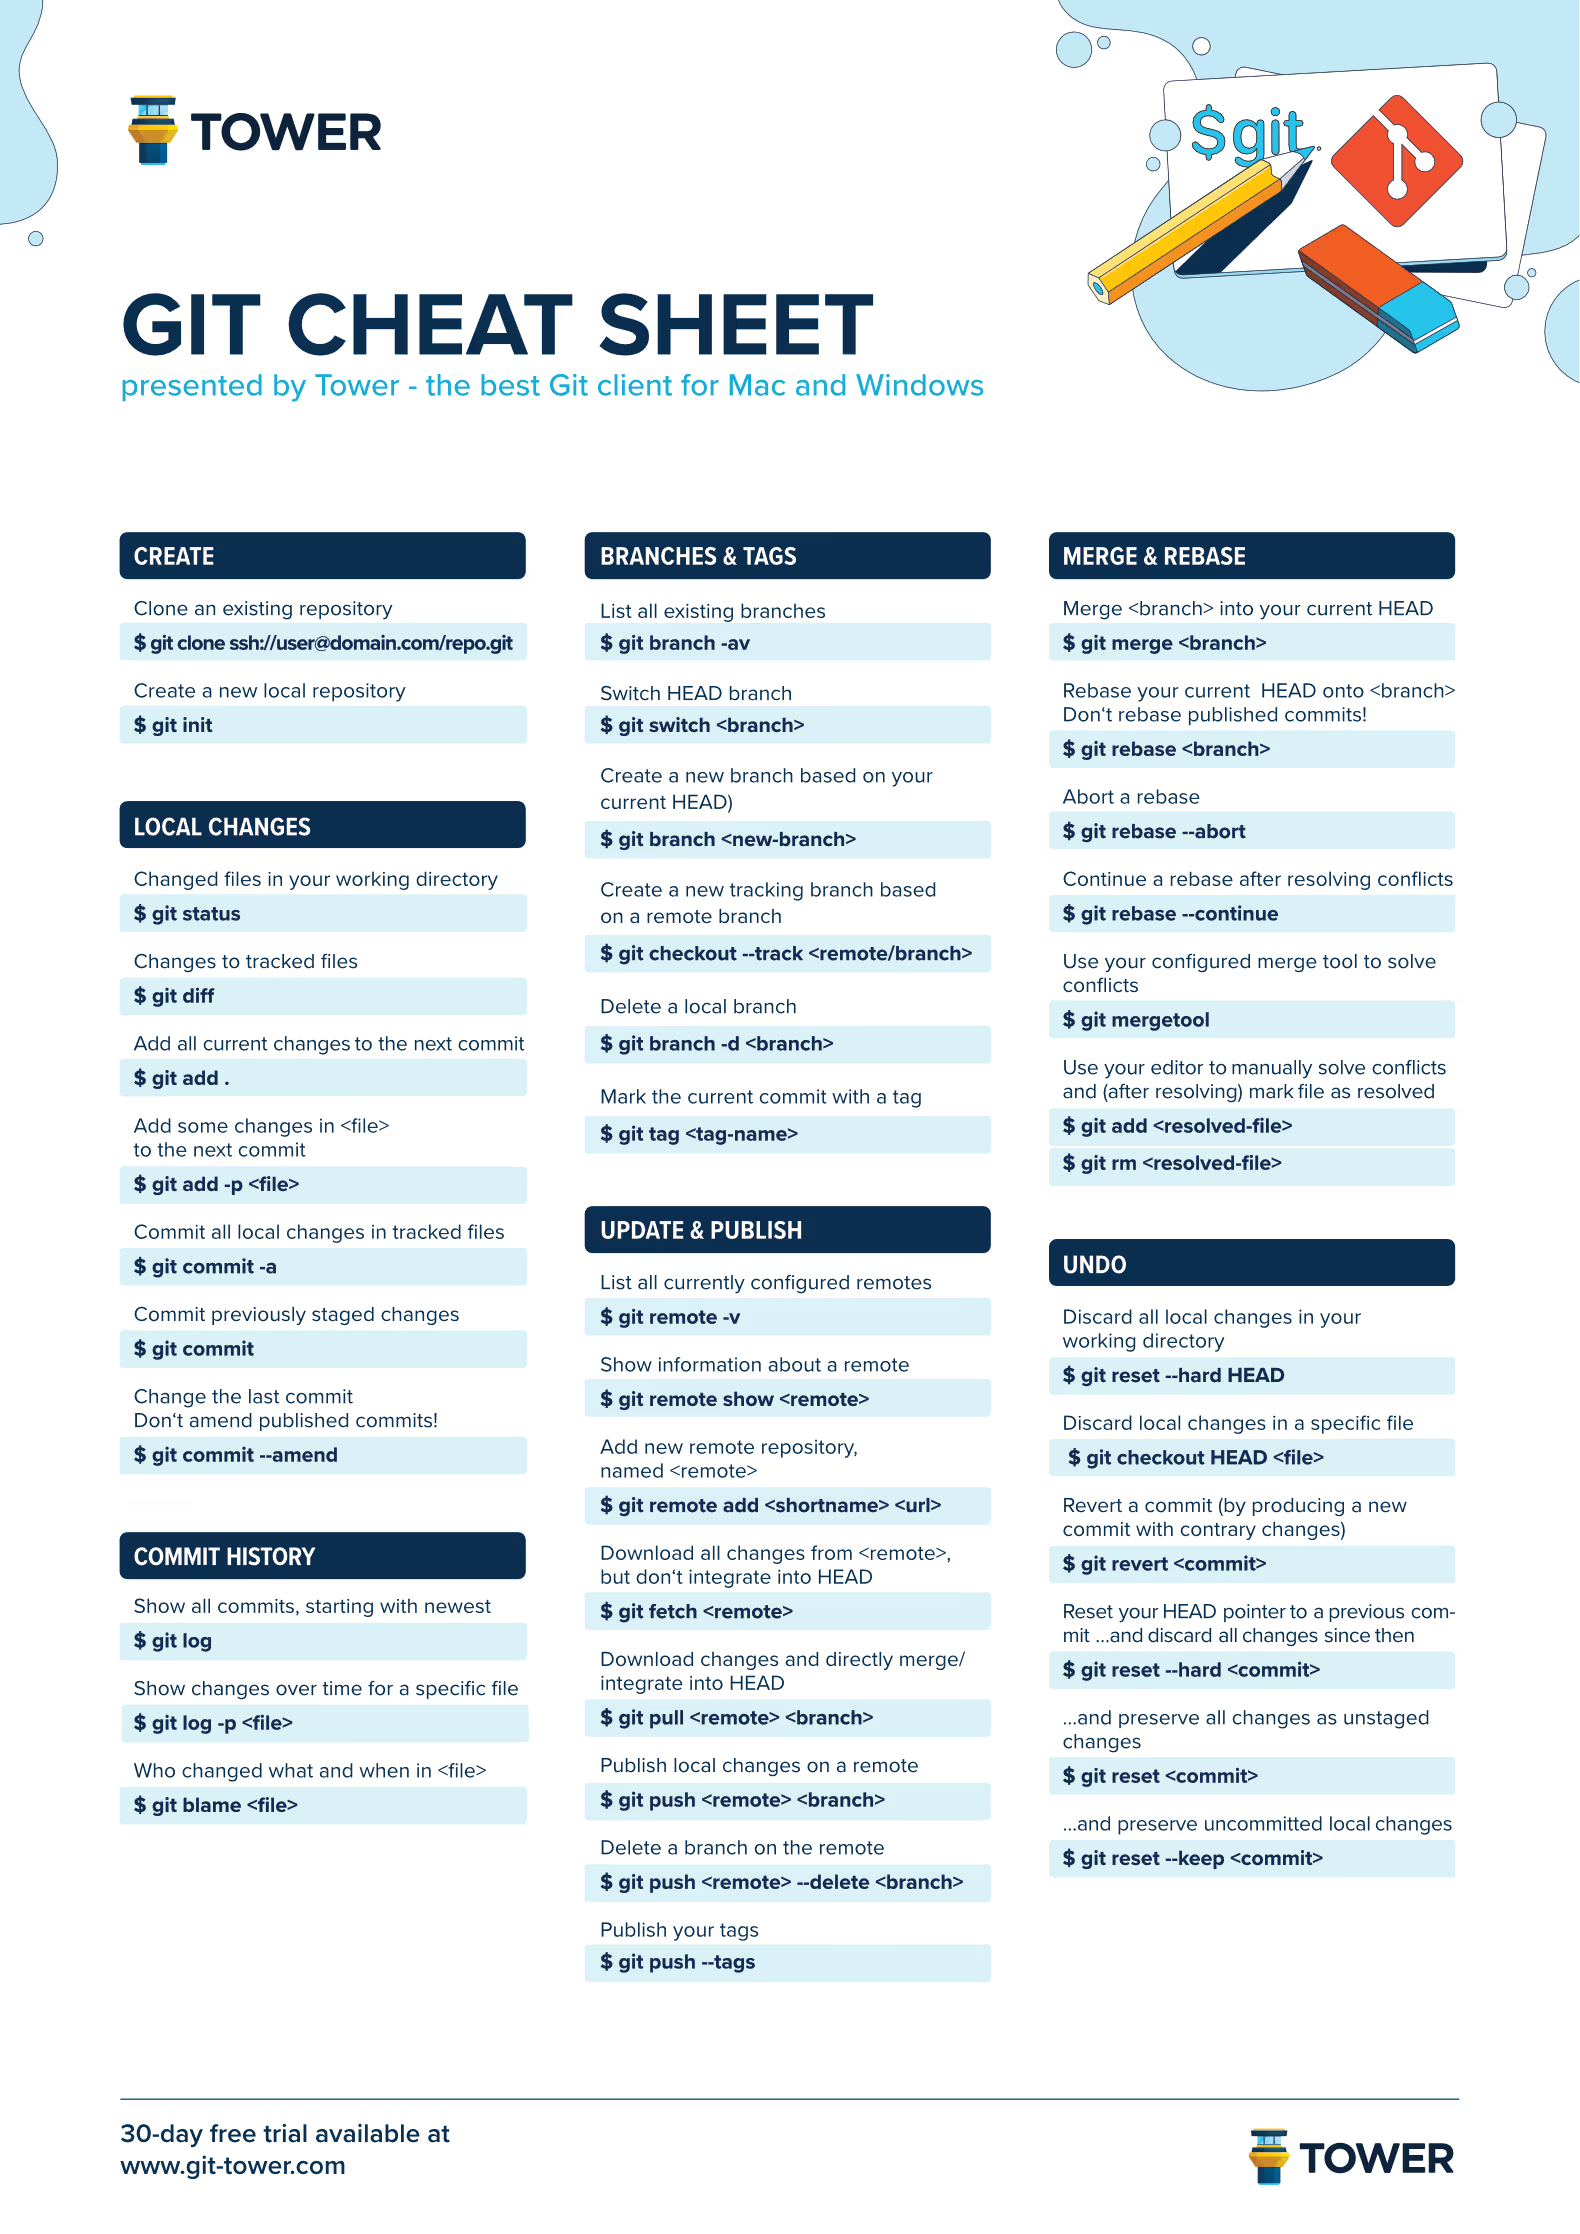 TOWER
$git
GIT CHEAT SHEET
presented by Tower - the best Git client for Mac and Windows
CREATE
Clone an existing repository
$ git clone ssh://user@domain.com/repo.git
Create a new local repository
$ git init
LOCAL CHANGES
Changed files in your working directory
$ git status
Changes to tracked files
$ git diff
Add all current changes to the next commit
$ git add .
Add some changes in <file>
to the next commit
$ git add -p <file>
Commit all local changes in tracked files
$ git commit -a
Commit previously staged changes
$ git commit
Change the last commit
Don‘t amend published commits!
$ git commit --amend
COMMIT HISTORY
Show all commits, starting with newest
$ git log
Show changes over time for a specific file
$ git log -p <file>
Who changed what and when in <file>
$ git blame <file>
BRANCHES & TAGS
List all existing branches
$ git branch -av
Switch HEAD branch
$ git switch <branch>
Create a new branch based on your
current HEAD)
$ git branch <new-branch>
Create a new tracking branch based
on a remote branch
$ git checkout --track <remote/branch>
Delete a local branch
$ git branch -d <branch>
Mark the current commit with a tag
$ git tag <tag-name>
UPDATE & PUBLISH
List all currently configured remotes
$ git remote -v
Show information about a remote
$ git remote show <remote>
Add new remote repository,
named <remote>
$ git remote add <shortname> <url>
Download all changes from <remote>,
but don‘t integrate into HEAD
$ git fetch <remote>
Download changes and directly merge/
integrate into HEAD
$ git pull <remote> <branch>
Publish local changes on a remote
$ git push <remote> <branch>
Delete a branch on the remote
$ git push <remote> --delete <branch>
Publish your tags
$ git push --tags
MERGE & REBASE
Merge <branch> into your current HEAD
$ git merge <branch>
Rebase your current  HEAD onto <branch>
Don‘t rebase published commits!
$ git rebase <branch>
Abort a rebase
$ git rebase --abort
Continue a rebase after resolving conflicts
$ git rebase --continue
Use your configured merge tool to solve
conflicts
$ git mergetool
Use your editor to manually solve conflicts
and (after resolving) mark file as resolved
$ git add <resolved-file>
$ git rm <resolved-file>
UNDO
Discard all local changes in your
working directory
$ git reset --hard HEAD
Discard local changes in a specific file
$ git checkout HEAD <file>
Revert a commit (by producing a new
commit with contrary changes)
$ git revert <commit>
Reset your HEAD pointer to a previous com-
mit ...and discard all changes since then
$ git reset --hard <commit>
...and preserve all changes as unstaged
changes
$ git reset <commit>
...and preserve uncommitted local changes
$ git reset --keep <commit>
30-day free trial available at
www.git-tower.com
TOWER